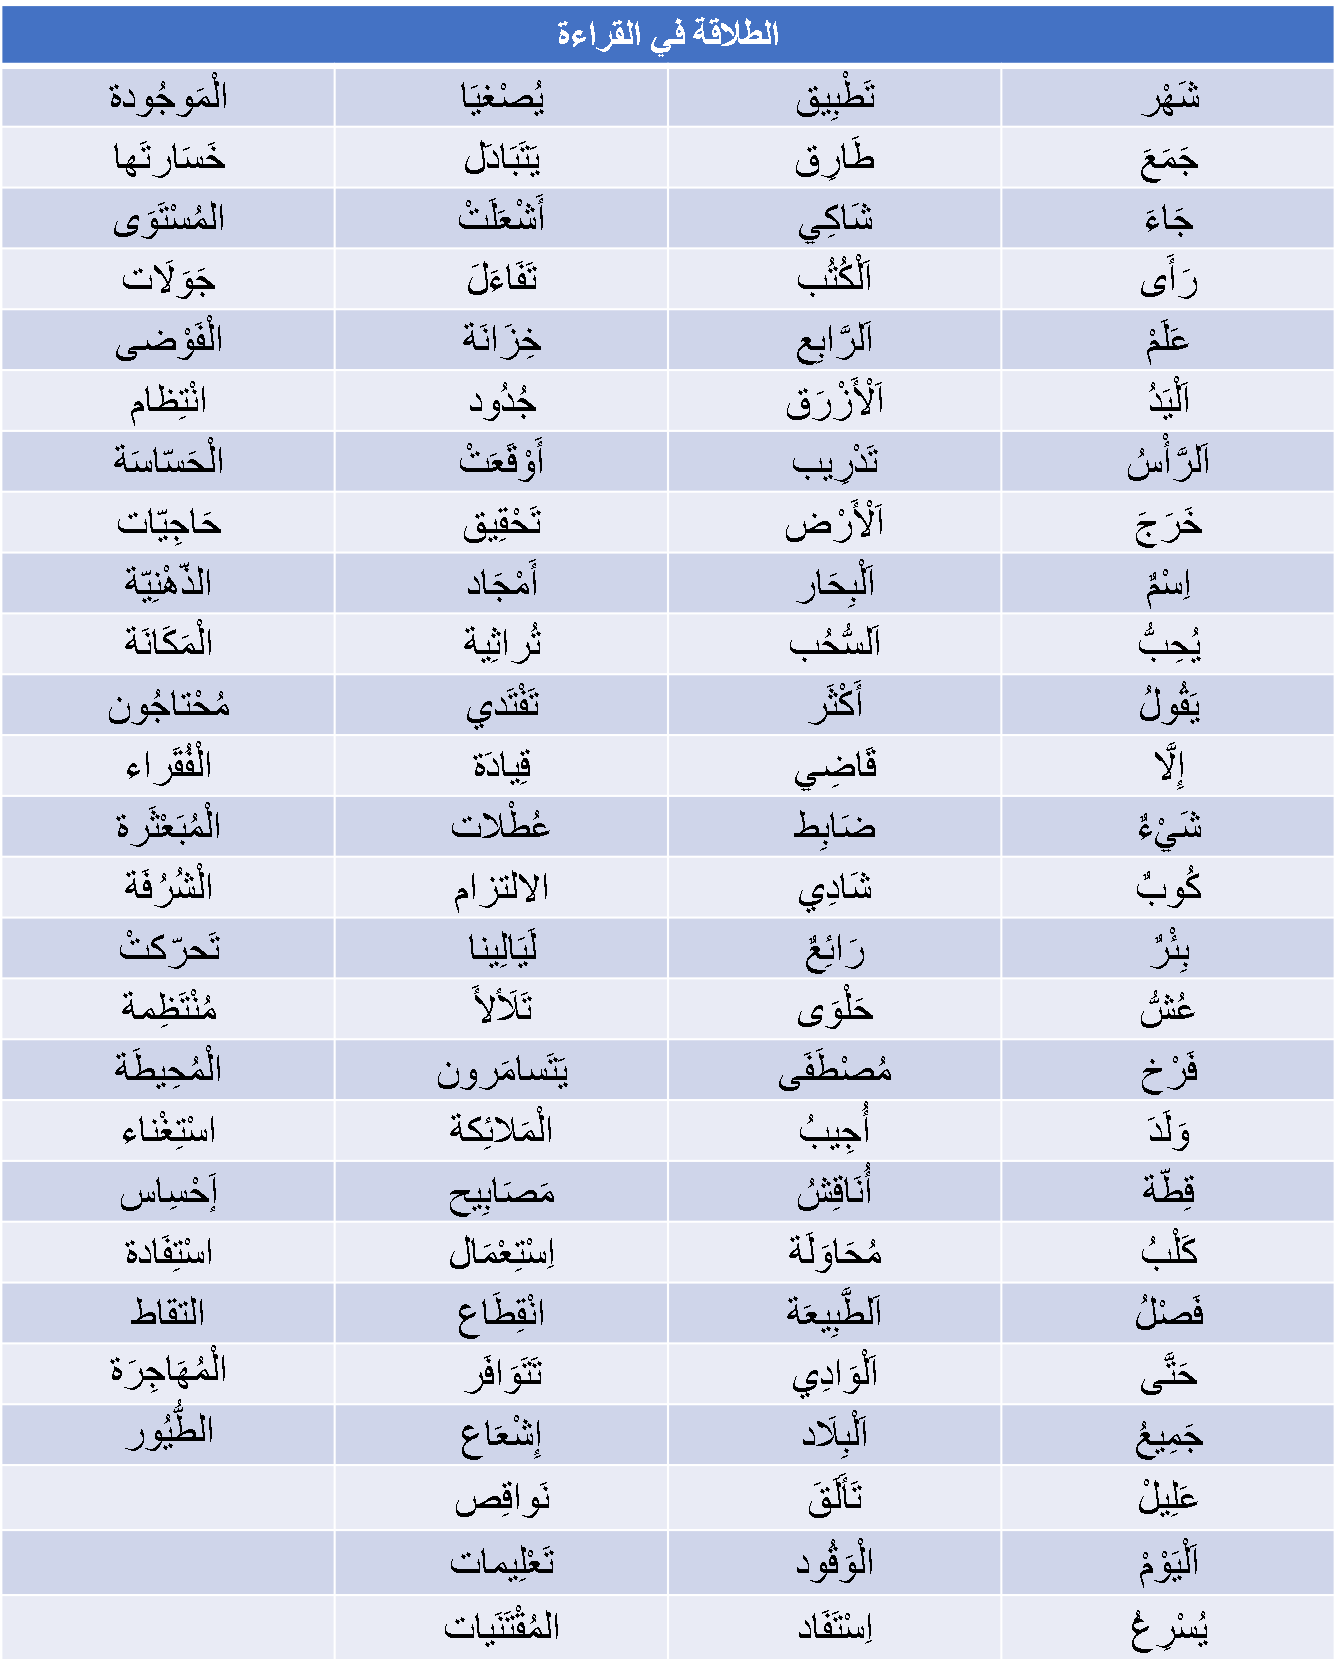 الطلاقة في القراءة
شَهْر تَطْبِيق يُصْغيَا الْمَوجُودة
جَمَعَ طَارِق يَتَبَادَل خَسَارتَها
جَاءَ شَاكِي أَشْعَلَتْ المُسْتَوَى
رَأَى اَلْكُتُب تَفَاءَلَ جَوَلَات
عَلَمْ اَلرَّابِع خِزَانَة الْفَوْضى
اَلْيَدُ اَلْأَزْرَق جُدُود انْتِظام
اَلرَّأْسُ تَدْرِيب أَوْقَعَتْ الْحَسّاسَة
خَرَجَ اَلْأَرْض تَحْقِيق حَاجِيّات
اِسْمٌ اَلْبِحَار أَمْجَاد الذّهْنِيّة
يُحِبُّ اَلسُّحُب تُراثِية الْمَكَانَة
يَقُولُ أَكْثَر تَفْتَدي مُحْتاجُون
إِلَّا قَاضِي قِيادَة الْفُقَراء
شَيْءٌ ضَابِط عُطْلات الْمُبَعْثَرة
كُوبٌ شَادِي الالتزام الْشُرُفَة
بِئْرٌ رَائِعٌ لَيَالِينا تَحرّكتْ
عُشُّ حَلْوَى تَلَألأَ مُنْتَظِمة
فَرْخ مُصْطَفَى يَتَسامَرون الْمُحِيطَة
وَلَدَ أُجِيبُ الْمَلائِكة اسْتِغْناء
قِطّة أُنَاقِشُ مَصَابِيح إَحْسِاس
كَلْبُ مُحَاوَلَة اِسْتِعْمَال اسْتِفَادة
فَصْلُ اَلطَّبِيعَة انْقِطَاع التقاط
حَتَّى اَلْوَادِي تَتَوَافَر الْمُهَاجِرَة
جَمِيعُ اَلْبِلَاد إِشْعَاع الطُّيُور
عَلِيلْ تَأَلَقَ نَواقِص
اَلْيَوْمْ الْوَقُود تَعْلِيمات
يُسْرِعُ اِسْتَفَاد المُقْتَنَيات